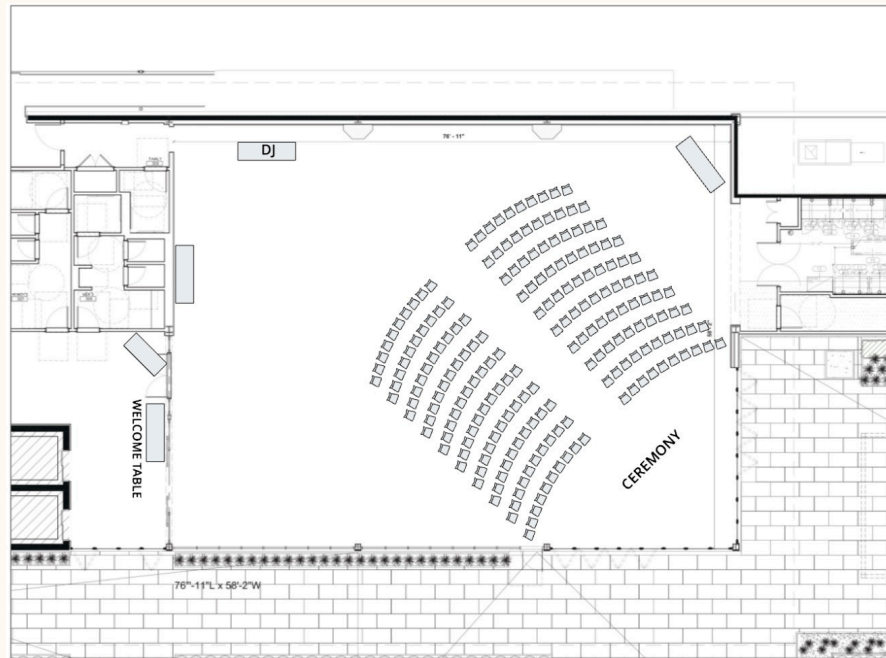 76' - 11"
DJ
WELCOME TABLE
CEREMONY
76'"-11"L x 58'-2"W